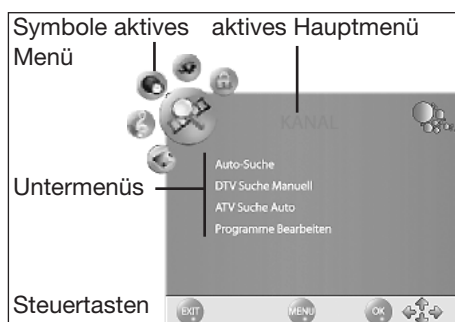 Symbole aktives aktives Hauptmenü
Menü
KANAL
Auto-Suche
DTV Suche Manuell
Untermenüs
ATV Suche Auto
Programme Bearbeiten
Steuertasten
EXIT MENU OK